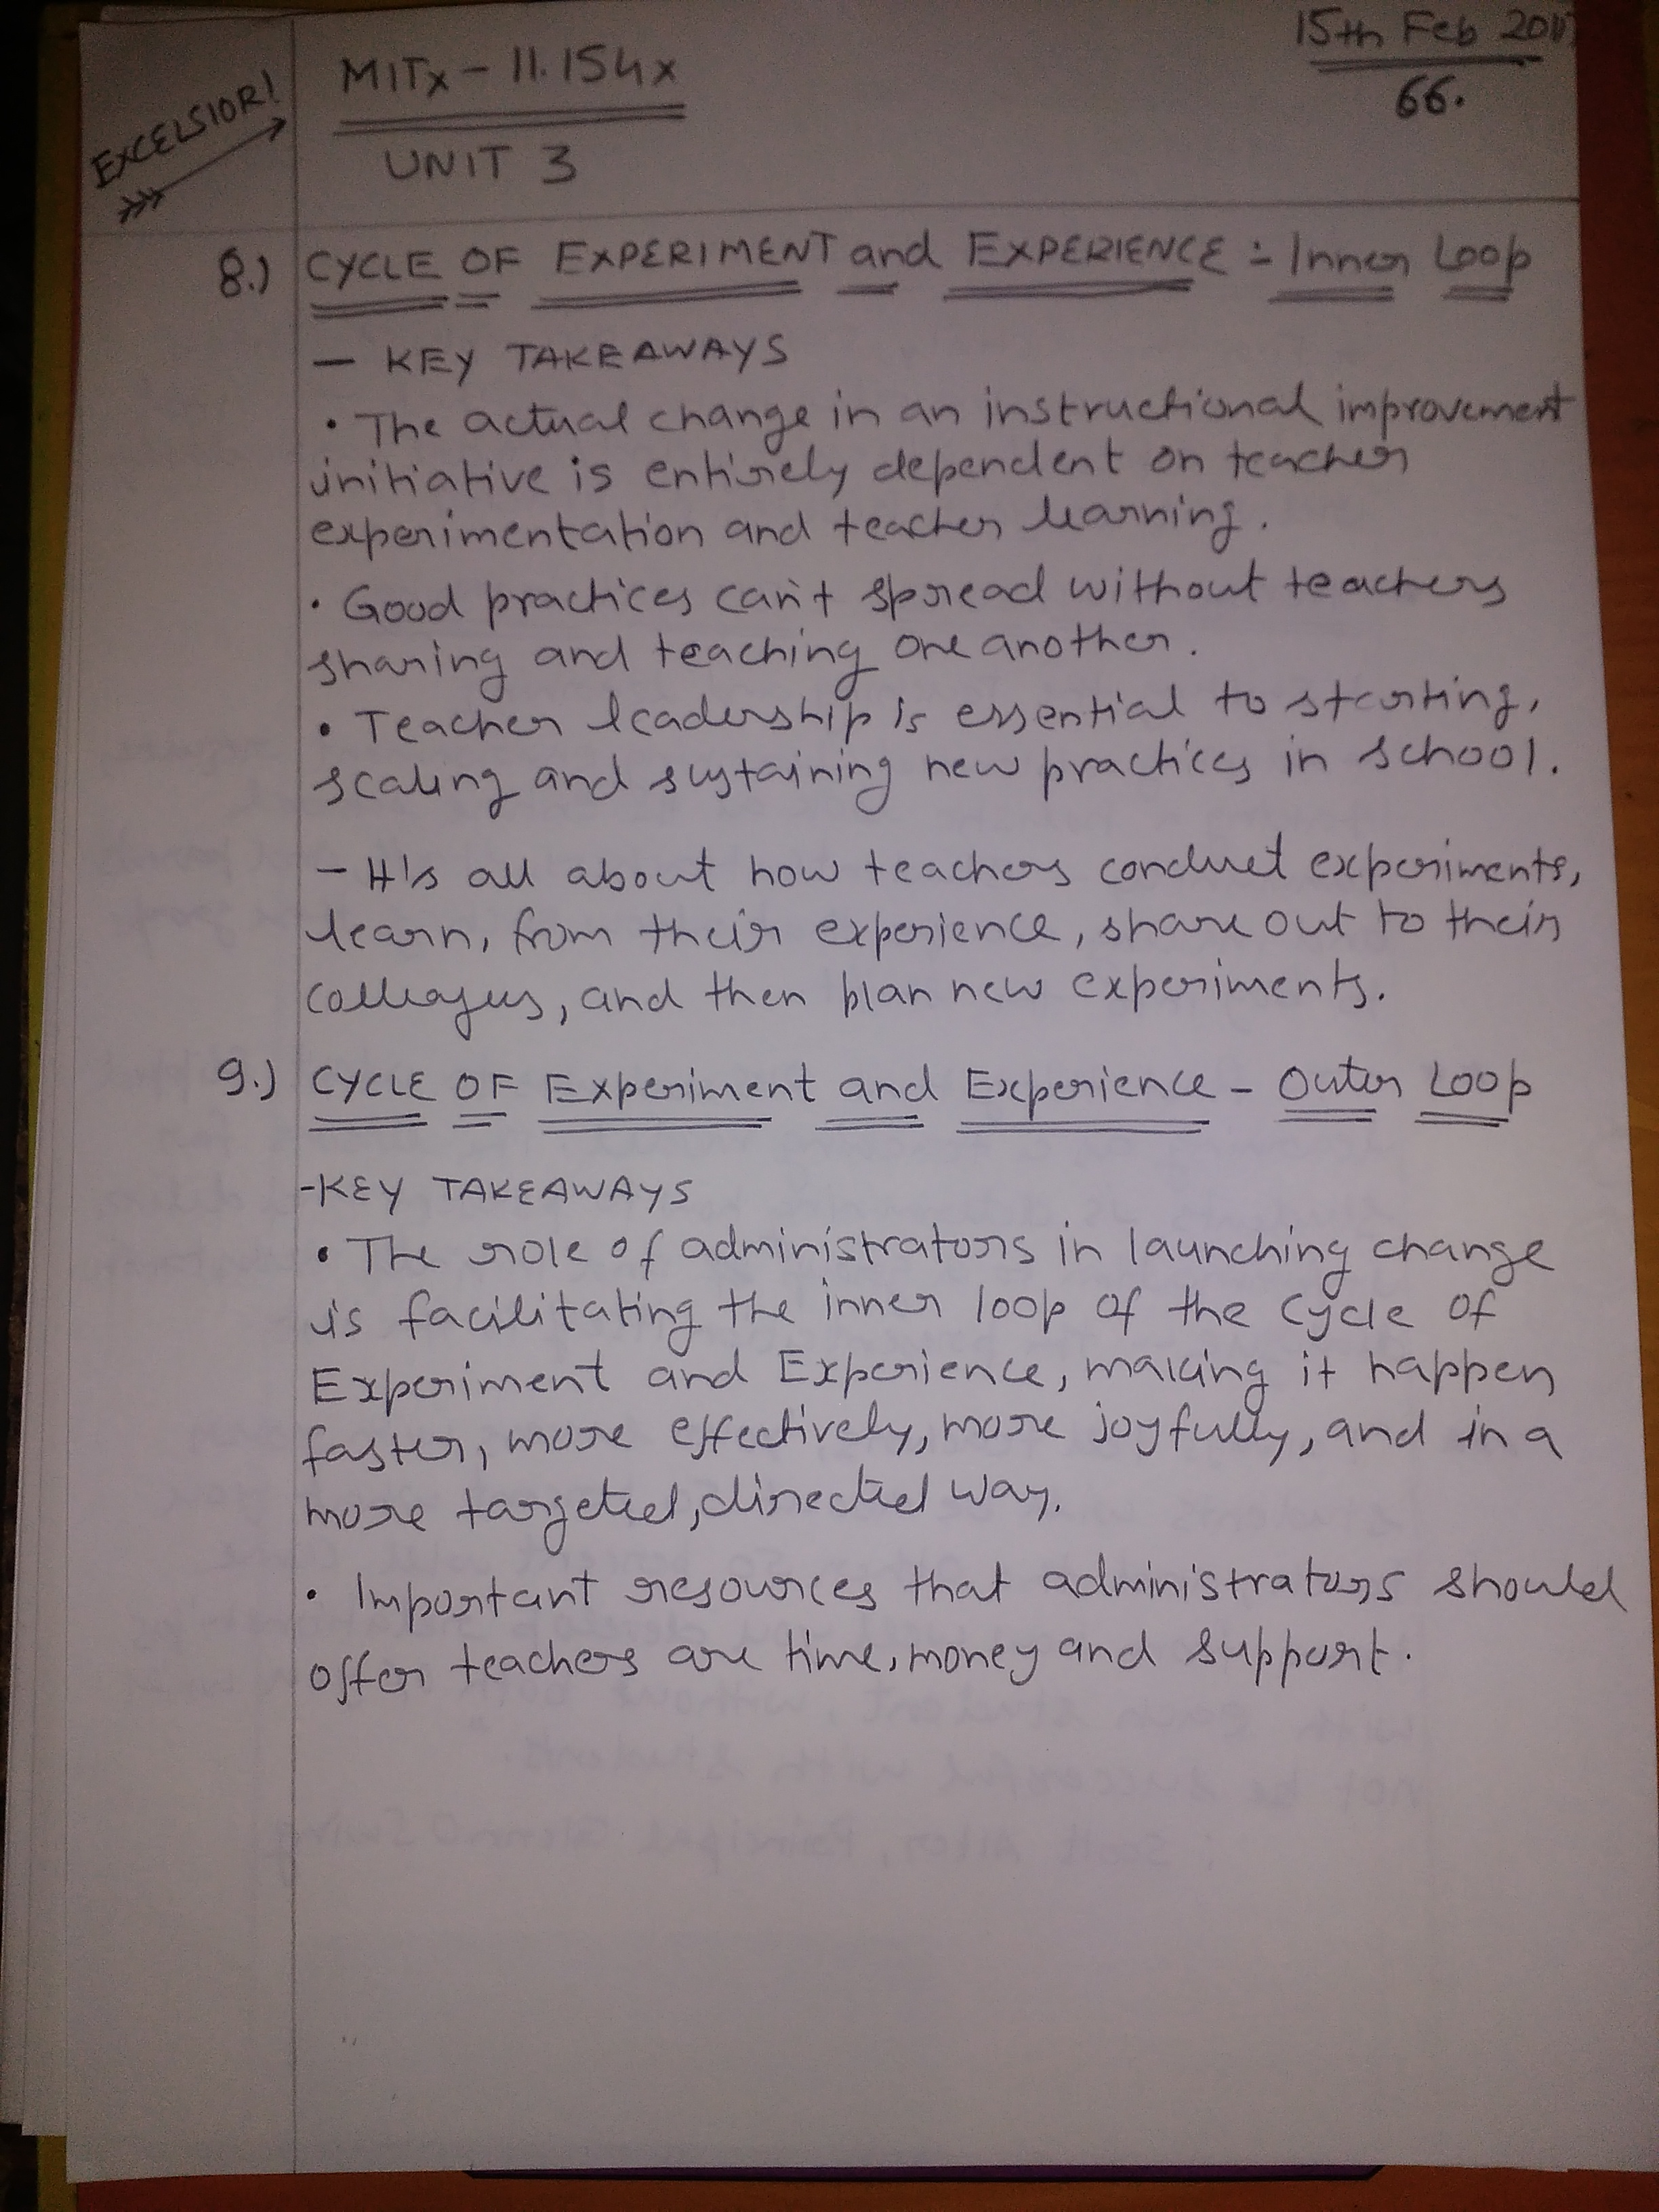 EXCELSIOR!
MITx - 11.154x
UNIT 3
15th Feb
66.
8.) CYCLE OF EXPERIMENT and EXPERIENCE :- Inner Loop
- KEY TAKEAWAYS
• The actual change in an instructional improvement
initiative is entirely dependent on teacher
experimentation and teacher learning.
• Good practices can't spread without teachers
sharing and teaching one another.
• Teacher leadership is essential to starting,
scaling and sustaining new practices in school.
- It's all about how teachers conduct experiments,
learn, from their experience, share out to their
colleagues, and then plan new experiments.
9.) CYCLE OF Experiment and Experience - Outer Loop
- KEY TAKEAWAYS
• The role of administrators in launching change
is facilitating the inner loop of the Cycle of
Experiment and Experience, making it happen
faster, more effectively, more joyfully, and in a
more targeted, directed way.
• Important resources that administrators should
offer teachers are time, money and support.